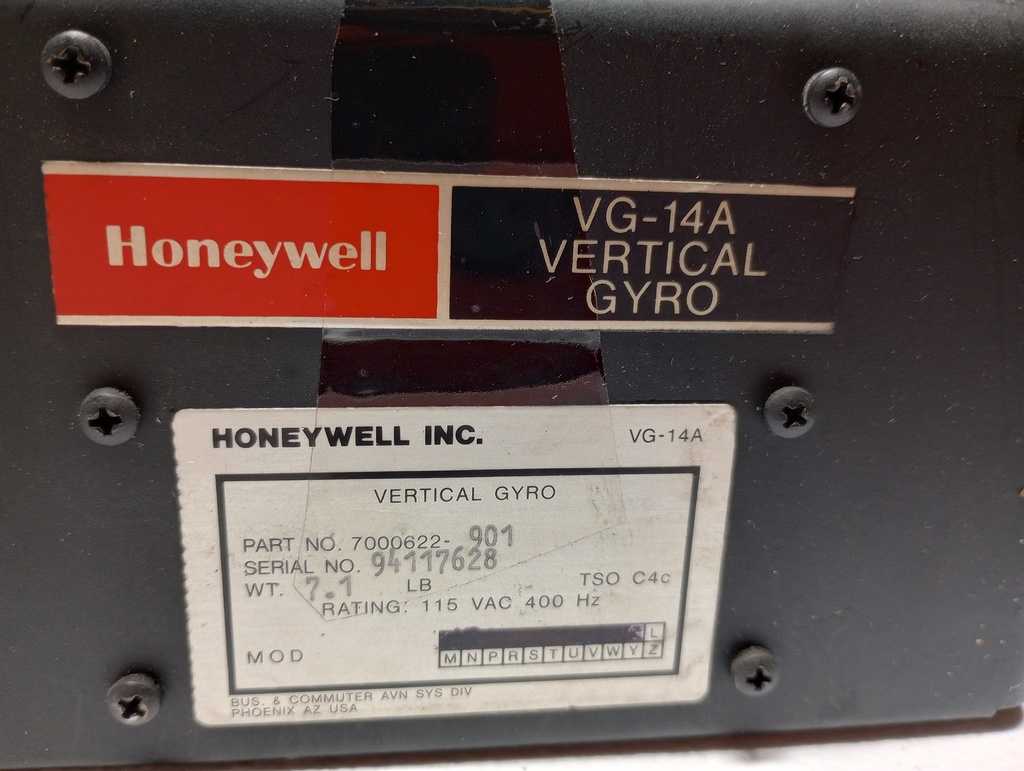 Honeywell
VG-14A
VERTICAL
GYRO
HONEYWELL INC. VG-14A
VERTICAL GYRO
PART NO. 7000622- 901
SERIAL NO. 94117628
WT. 7.1 LB TSO C4c
RATING: 115 VAC 400 Hz
L
MOD M N P R S T U V W Y Z
BUS. & COMMUTER AVN SYS DIV
PHOENIX AZ USA